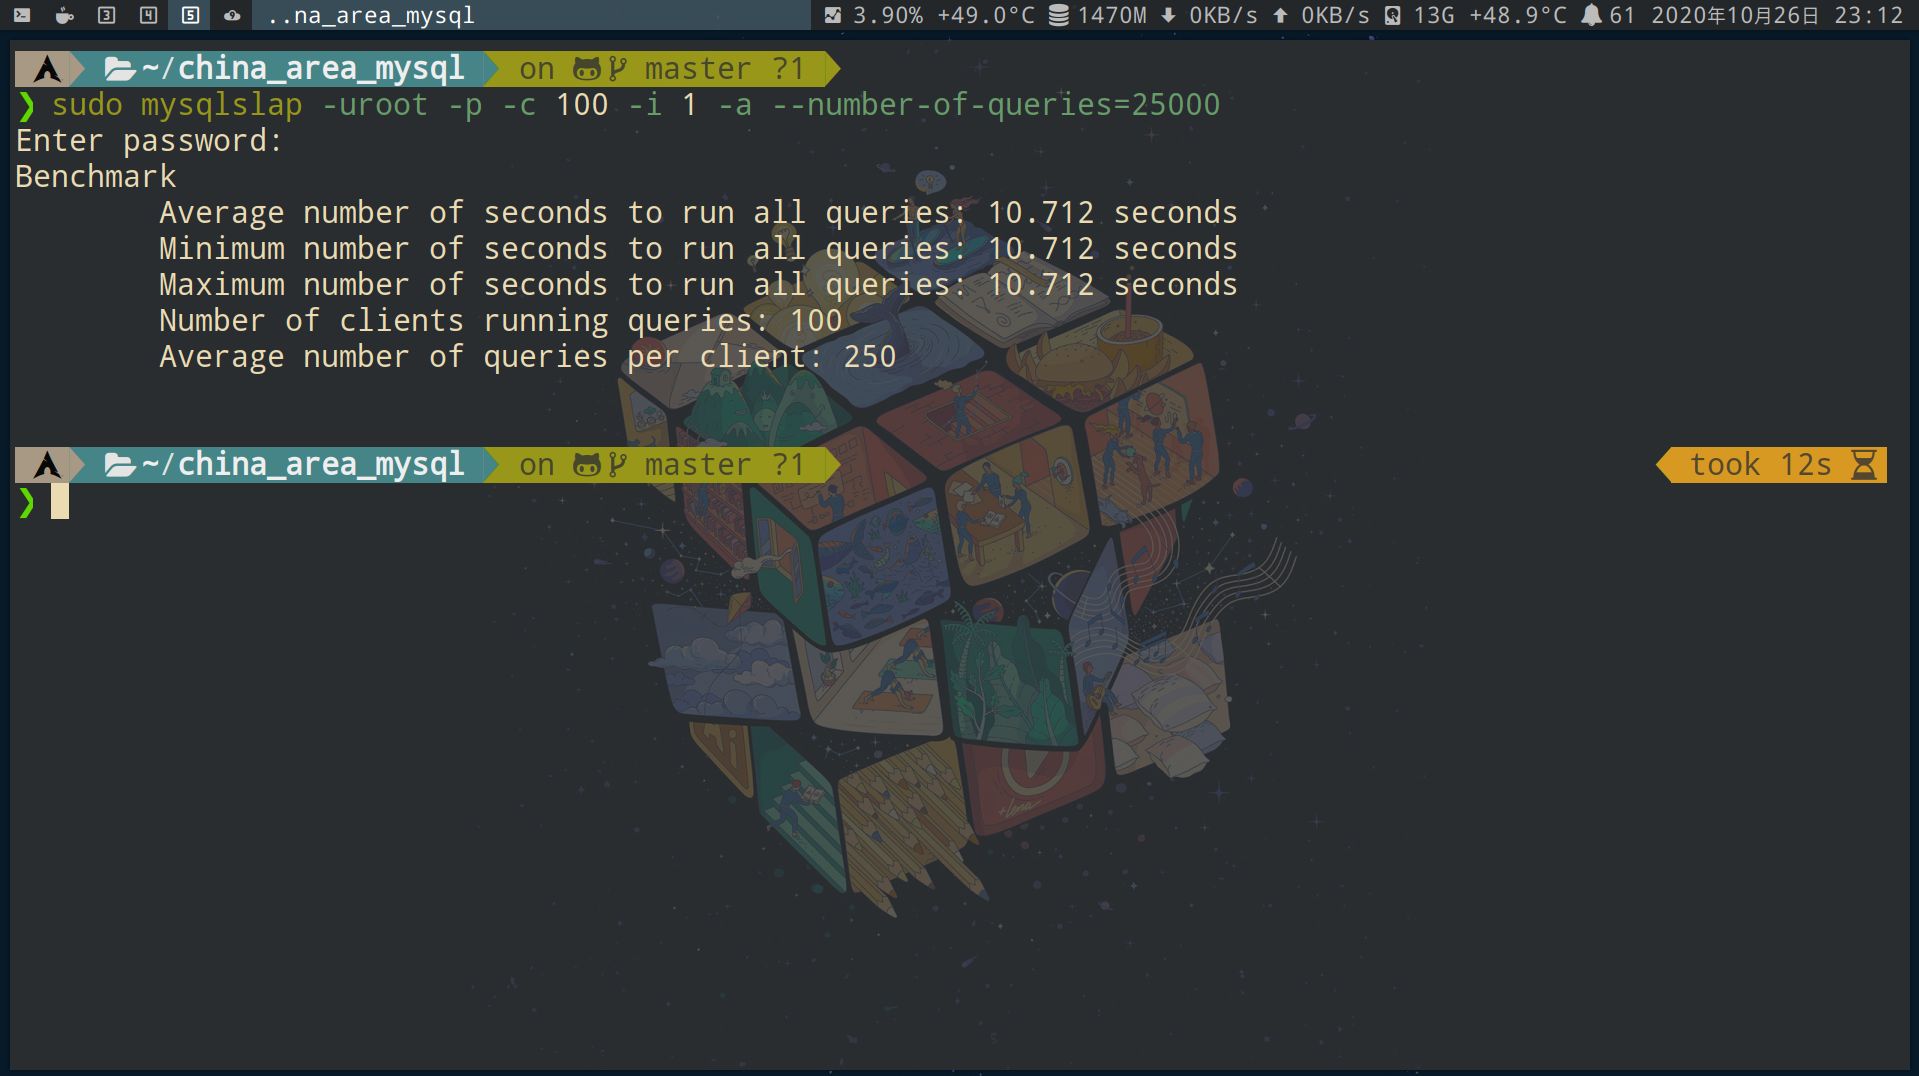 3 4 5 ..na_area_mysql 3.90% +49.0°C 1470M 0KB/s 0KB/s 13G +48.9°C 61 2020年10月26日 23:12
~/china_area_mysql on master ?1
❯ sudo mysqlslap -uroot -p -c 100 -i 1 -a --number-of-queries=25000
Enter password:
Benchmark
Average number of seconds to run all queries: 10.712 seconds
Minimum number of seconds to run all queries: 10.712 seconds
Maximum number of seconds to run all queries: 10.712 seconds
Number of clients running queries: 100
Average number of queries per client: 250
~/china_area_mysql on master ?1 took 12s
❯